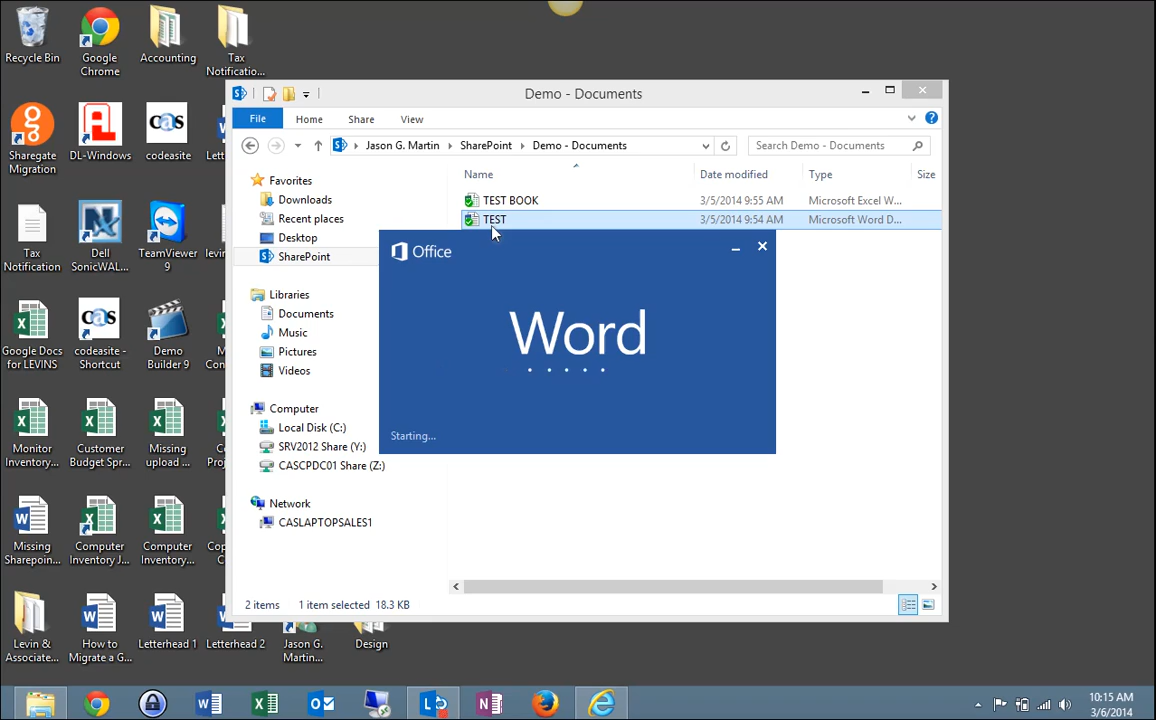 Recycle Bin
Google
Chrome
Accounting
Tax
Notificatio...
Sharegate
Migration
DL-Windows
codeasite
Lett
Tax
Notification
Dell
SonicWAL...
TeamViewer
9
levin
Google Docs
for LEVINS
codeasite -
Shortcut
Demo
Builder 9
M
Con
Monitor
Inventory...
Customer
Budget Spr...
Missing
upload ...
C
Proj
Missing
Sharepoin...
Computer
Inventory J...
Computer
Inventory...
Cop
C
Levin &
Associate...
How to
Migrate a G...
Letterhead 1
Letterhead 2
Jason G.
Martin...
Design
Demo - Documents
File
Home
Share
View
Jason G. Martin
SharePoint
Demo - Documents
Search Demo - Documents
Favorites
Downloads
Recent places
Desktop
SharePoint
Libraries
Documents
Music
Pictures
Videos
Computer
Local Disk (C:)
SRV2012 Share (Y:)
CASCPDC01 Share (Z:)
Network
CASLAPTOPSALES1
Name Date modified Type Size
TEST BOOK 3/5/2014 9:55 AM Microsoft Excel W...
TEST 3/5/2014 9:54 AM Microsoft Word D...
Office
Word
Starting...
2 items 1 item selected 18.3 KB
10:15 AM
3/6/2014